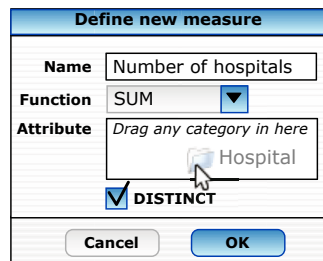 Define new measure
Name Number of hospitals
Function SUM
Attribute Drag any category in here
Hospital
DISTINCT
Cancel OK